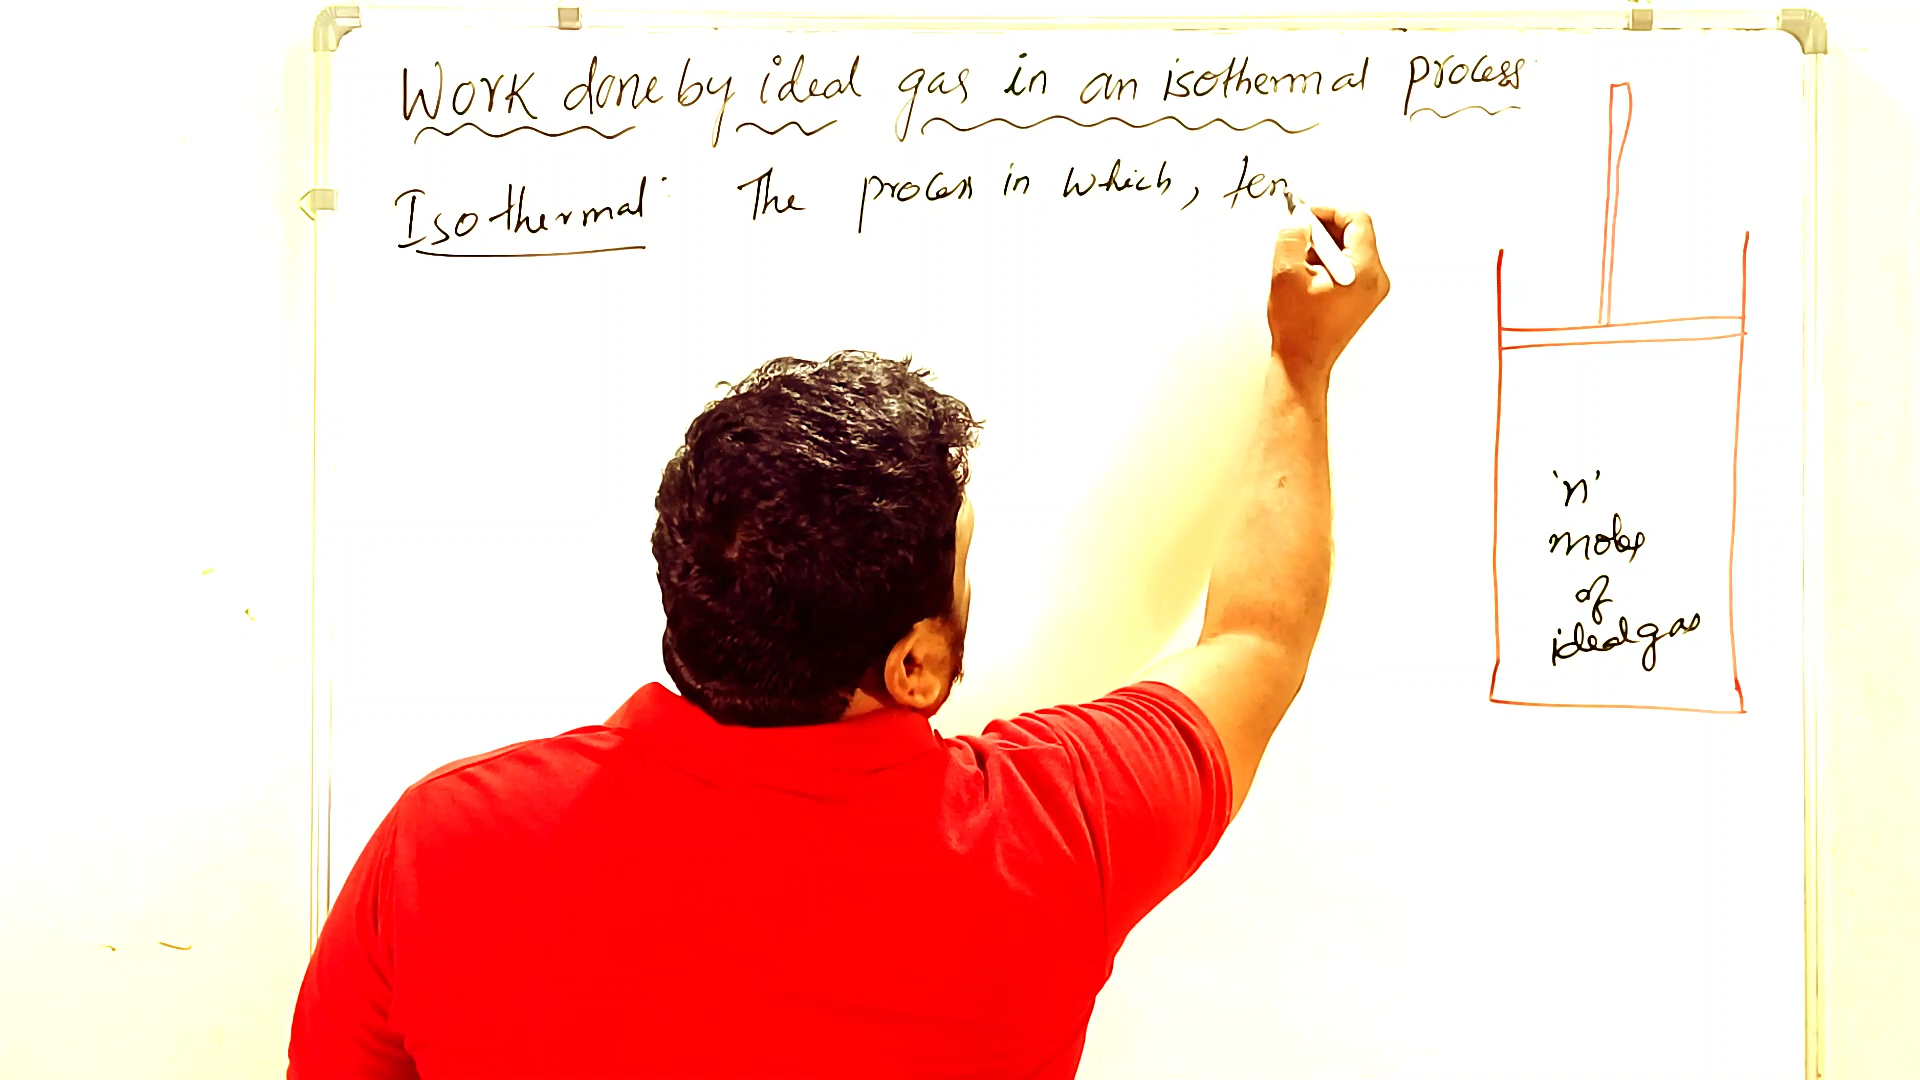 Work done by ideal gas in an isothermal process
Isothermal: The process in which, tem
'n'
moles
of
ideal gas